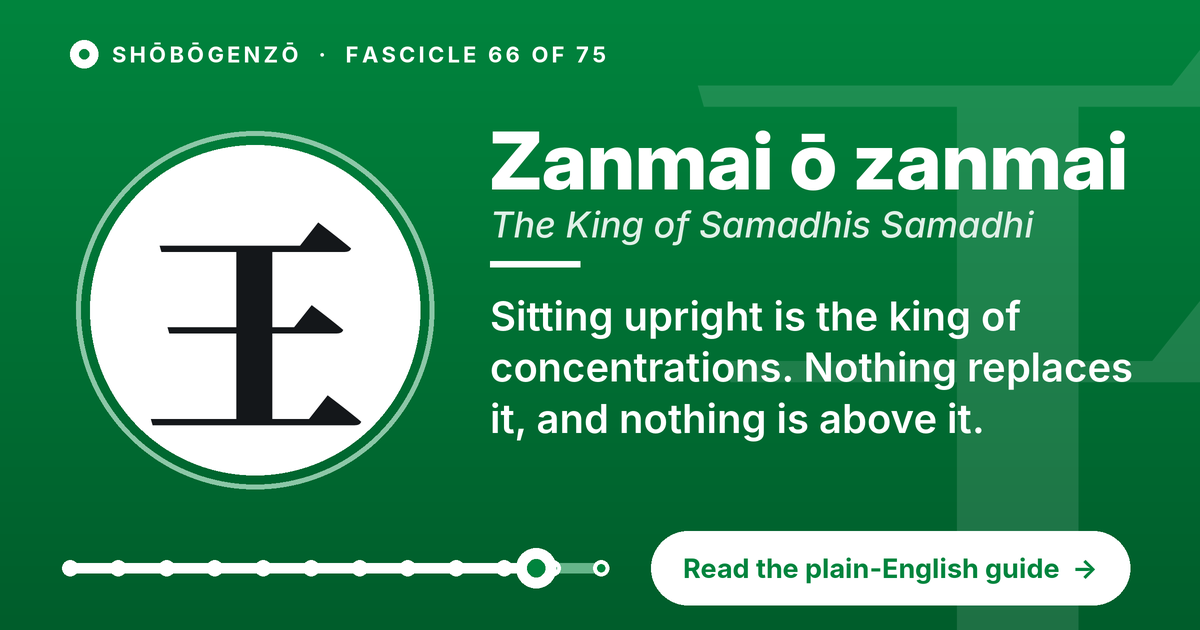 SHŌBŌGENZŌ · FASCICLE 66 OF 75
王
Zanmai ō zanmai
The King of Samadhis Samadhi
Sitting upright is the king of
concentrations. Nothing replaces
it, and nothing is above it.
Read the plain-English guide →